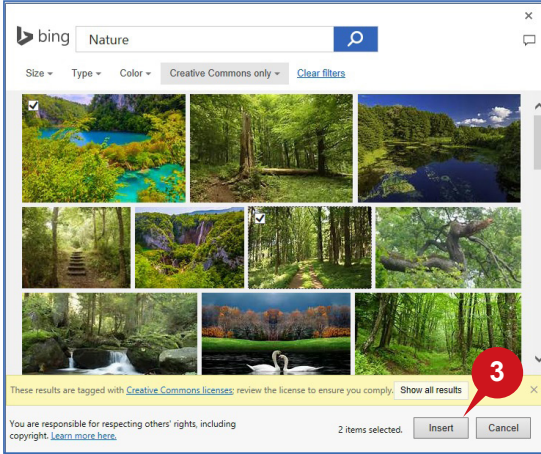 bing Nature
Size Type Color Creative Commons only Clear filters
These results are tagged with Creative Commons licenses; review the license to ensure you comply. Show all results
3
You are responsible for respecting others' rights, including
copyright. Learn more here.
2 items selected. Insert Cancel